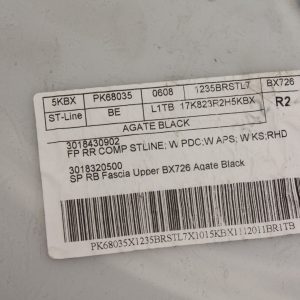 5KBX PK68035 0608 1235BRSTL7 BX726
ST-Line BE L1TB 17K823R2H5KBX R2
AGATE BLACK
3018430902
FP RR COMP STLINE; W PDC;W APS; W KS;RHD
3018320500
SP RB Fascia Upper BX726 Agate Black
PK68035X1235BRSTL7X1015KBX1112011BR1TB